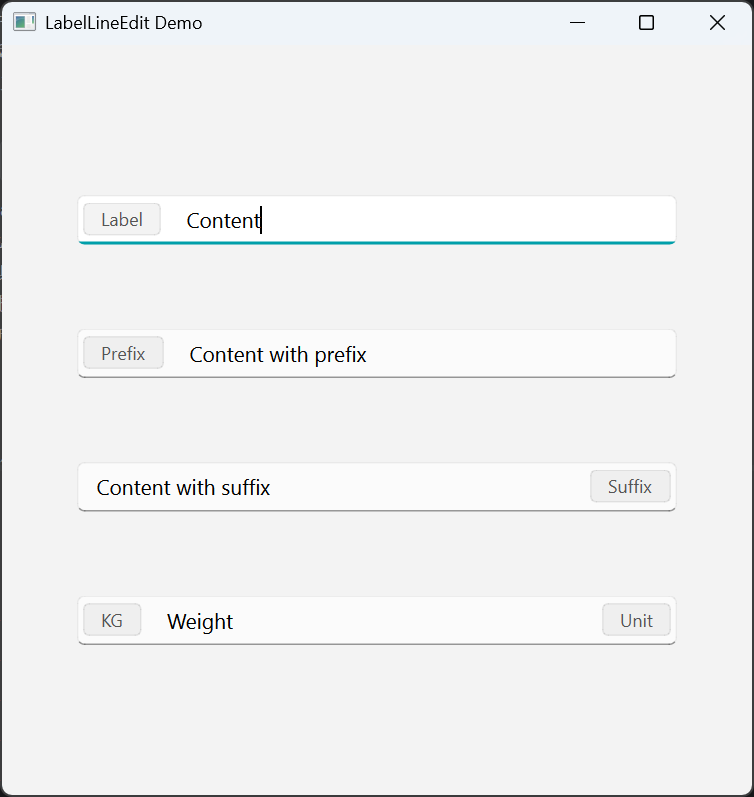 LabelLineEdit Demo
Label Content
Prefix Content with prefix
Content with suffix Suffix
KG Weight Unit